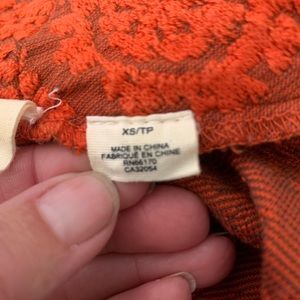 XS/TP
MADE IN CHINA
FABRIQUÉ EN CHINE
RN66170
CA32054